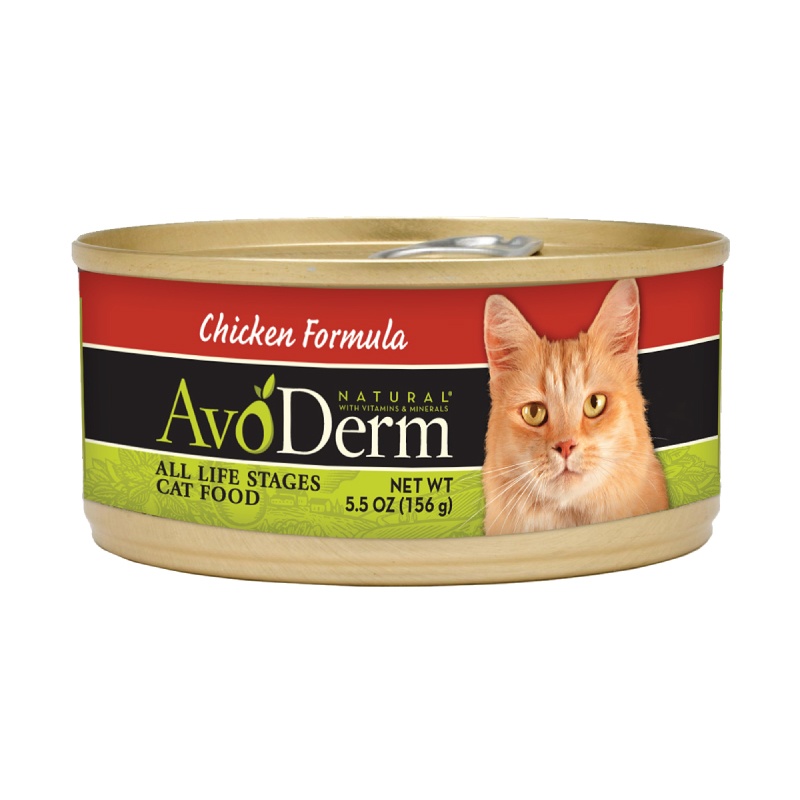 Chicken Formula
NATURAL®
WITH VITAMINS & MINERALS
AvoDerm
ALL LIFE STAGES
CAT FOOD
NET WT
5.5 OZ (156 g)